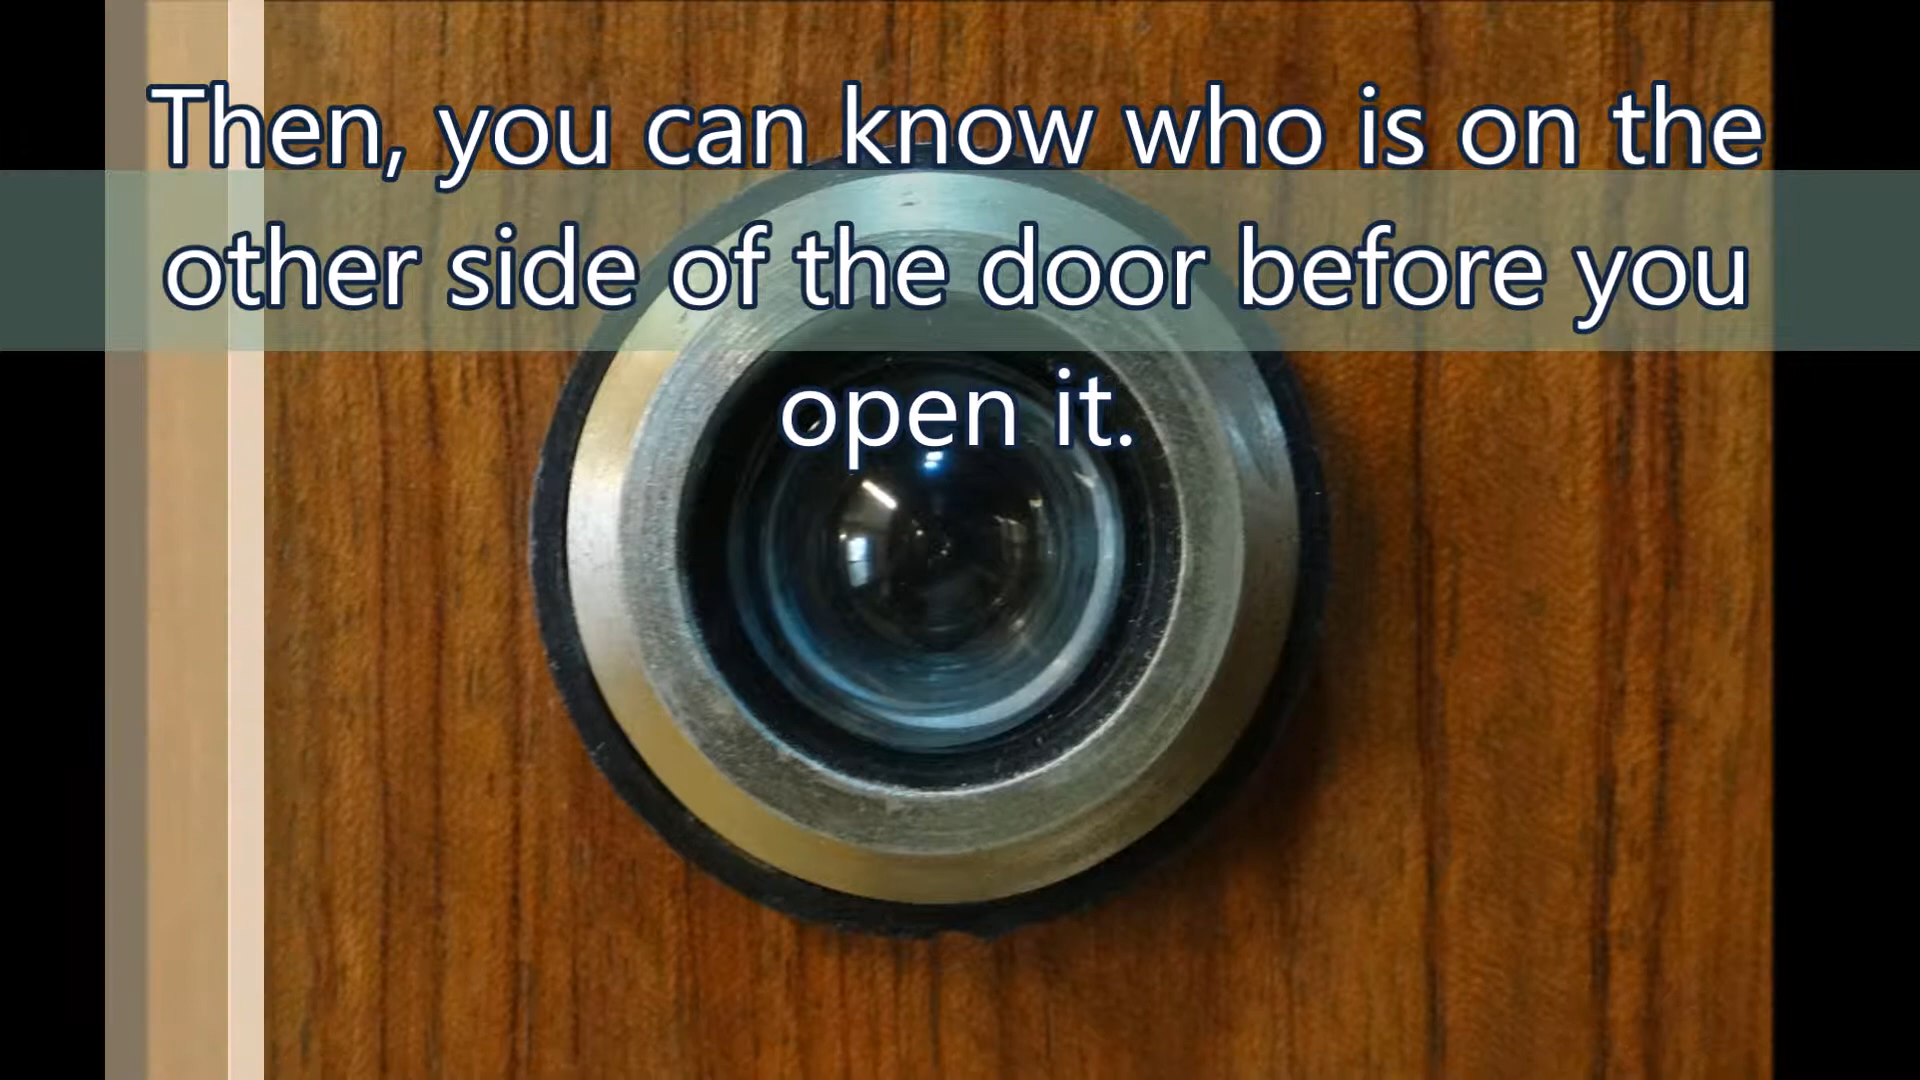 Then, you can know who is on the
other side of the door before you
open it.